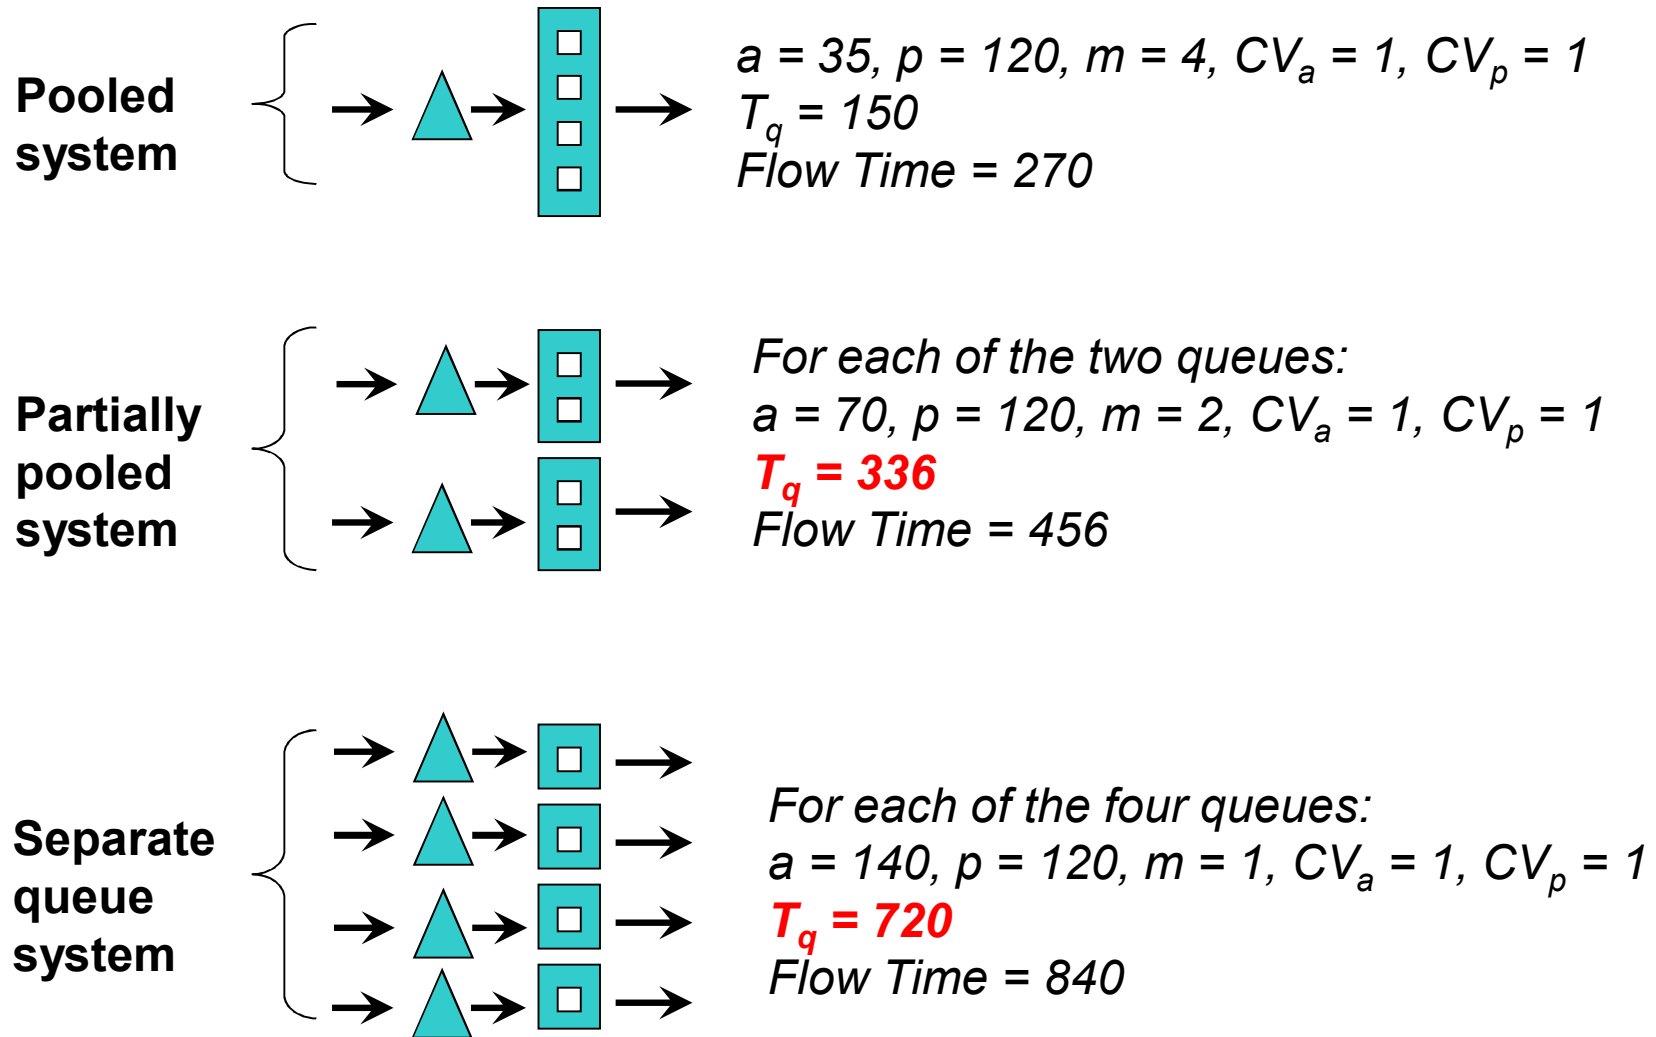 Pooled
system
a = 35, p = 120, m = 4, CVa = 1, CVp = 1
Tq = 150
Flow Time = 270
Partially
pooled
system
For each of the two queues:
a = 70, p = 120, m = 2, CVa = 1, CVp = 1
Tq = 336
Flow Time = 456
Separate
queue
system
For each of the four queues:
a = 140, p = 120, m = 1, CVa = 1, CVp = 1
Tq = 720
Flow Time = 840